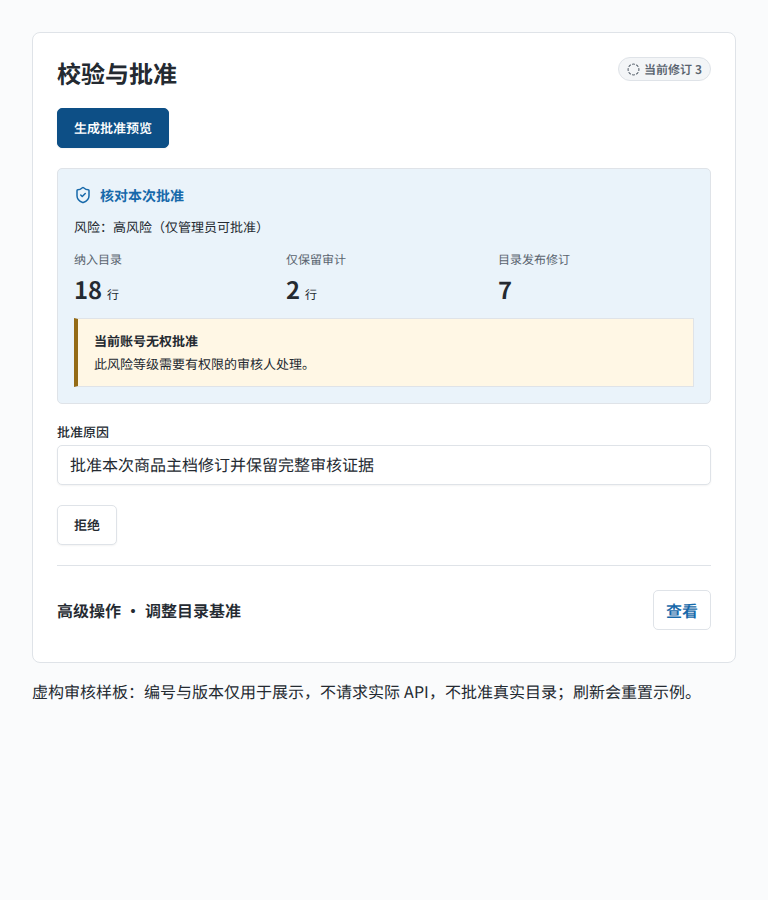 校验与批准
当前修订 3
生成批准预览
核对本次批准
风险：高风险（仅管理员可批准）
纳入目录
仅保留审计
目录发布修订
18 行
2 行
7
当前账号无权批准
此风险等级需要有权限的审核人处理。
批准原因
批准本次商品主档修订并保留完整审核证据
拒绝
高级操作 · 调整目录基准
查看
虚构审核样板：编号与版本仅用于展示，不请求实际 API，不批准真实目录；刷新会重置示例。